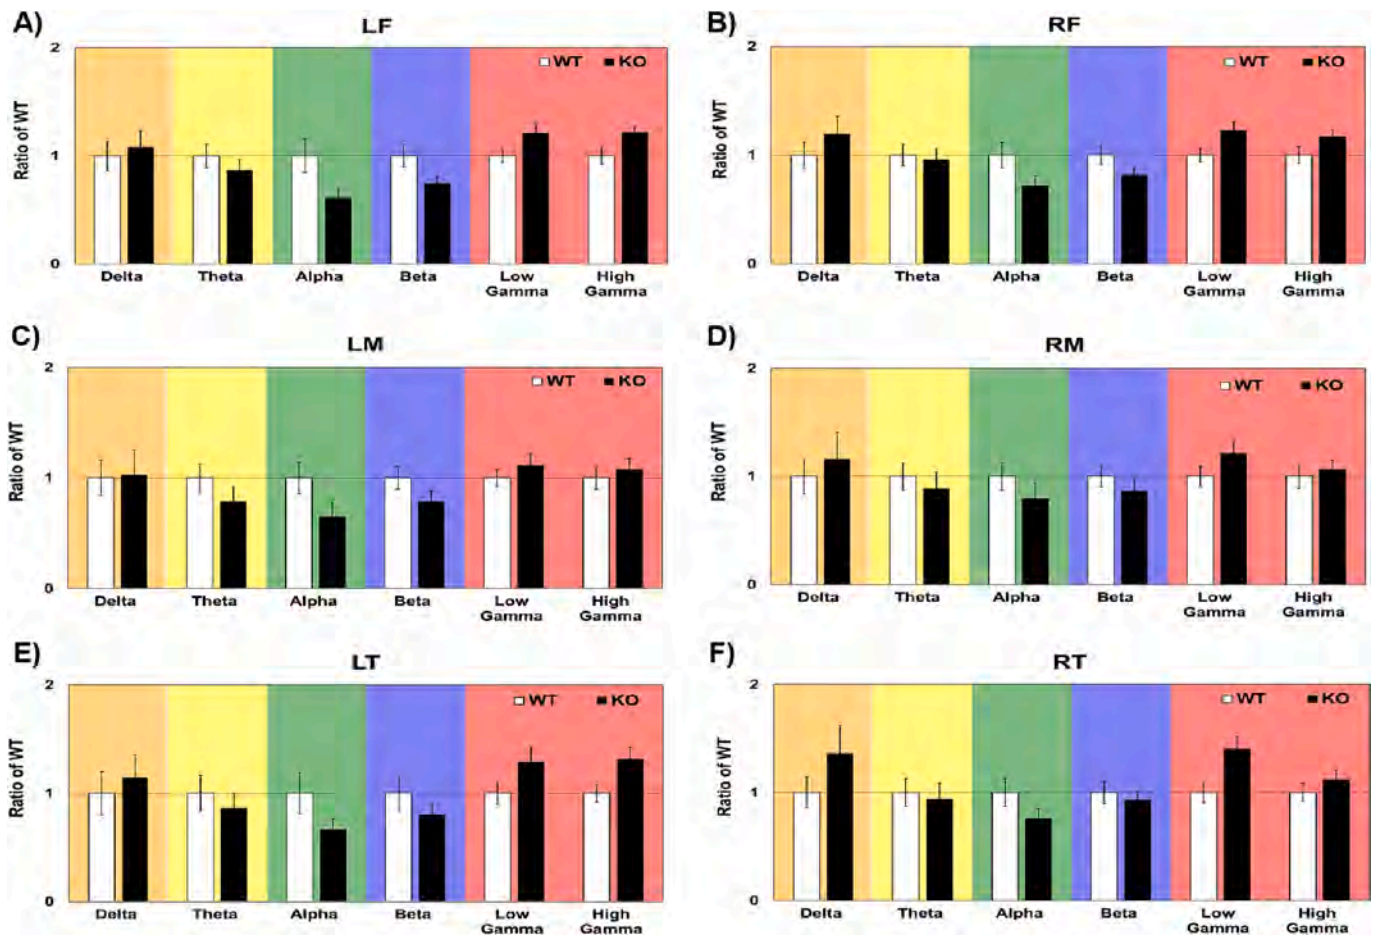 A)
LF
2
WT KO
Ratio of WT
1
0
Delta Theta Alpha Beta Low Gamma High Gamma
B)
RF
2
WT KO
Ratio of WT
1
0
Delta Theta Alpha Beta Low Gamma High Gamma
C)
LM
2
WT KO
Ratio of WT
1
0
Delta Theta Alpha Beta Low Gamma High Gamma
D)
RM
2
WT KO
Ratio of WT
1
0
Delta Theta Alpha Beta Low Gamma High Gamma
E)
LT
2
WT KO
Ratio of WT
1
0
Delta Theta Alpha Beta Low Gamma High Gamma
F)
RT
2
WT KO
Ratio of WT
1
0
Delta Theta Alpha Beta Low Gamma High Gamma